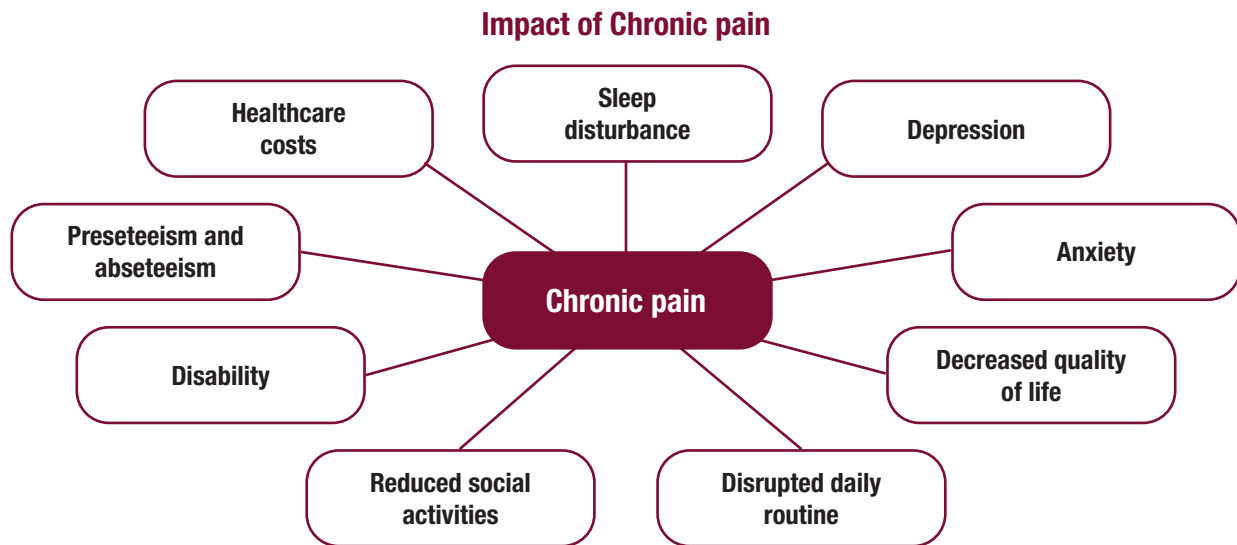 Impact of Chronic pain
Sleep
disturbance
Healthcare
costs
Depression
Preseteeism and
abseteeism
Anxiety
Chronic pain
Disability
Decreased quality
of life
Reduced social
activities
Disrupted daily
routine